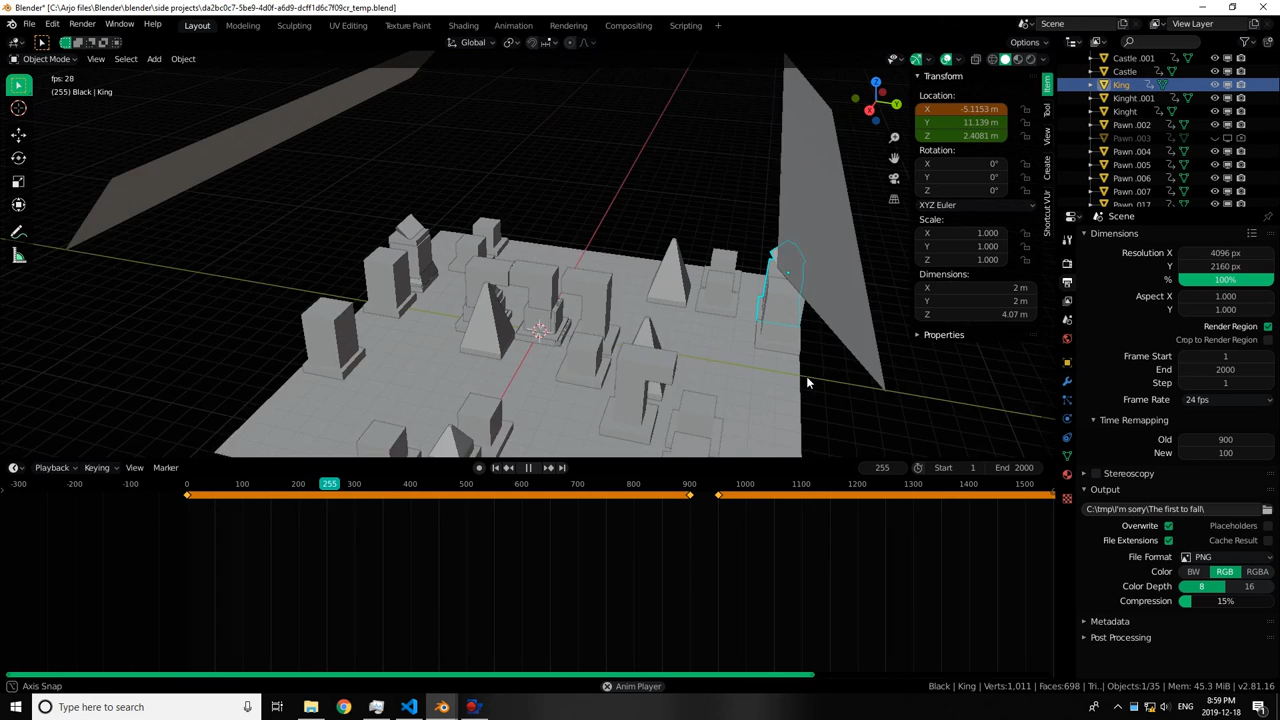 Blender* [C:\Arjo files\blender\side projects\da2bc0c7-5be9-4d0f-a6d9-dcff1d6c7f09cr_temp.blend]
File Edit Render Window Help Layout Modeling Sculpting UV Editing Texture Paint Shading Animation Rendering Compositing Scripting + Scene View Layer
Global Options
Object Mode View Select Add Object
fps: 28
(255) Black | King
Transform
Location:
X -5.1153 m
Y 11.139 m
Z 2.4081 m
Rotation:
X 0°
Y 0°
Z 0°
XYZ Euler
Scale:
X 1.000
Y 1.000
Z 1.000
Dimensions:
X 2 m
Y 2 m
Z 4.07 m
Properties
Item
Tool
View
Create
Shortcut VUr
X
Y
Z
Castle .001
Castle
King
Kinght .001
Kinght
Pawn .002
Pawn .003
Pawn .004
Pawn .005
Pawn .006
Pawn .007
Pawn .017
Scene
Dimensions
Resolution X 4096 px
Y 2160 px
% 100%
Aspect X 1.000
Y 1.000
Render Region
Crop to Render Region
Frame Start 1
End 2000
Step 1
Frame Rate 24 fps
Time Remapping
Old 900
New 100
Stereoscopy
Output
C:\tmp\I'm sorry\The first to fall\
Overwrite Placeholders
File Extensions Cache Result
File Format PNG
Color BW RGB RGBA
Color Depth 8 16
Compression 15%
Metadata
Post Processing
Playback Keying View Marker 255 Start 1 End 2000
-300 -200 -100 0 100 200 255 300 400 500 600 700 800 900 1000 1100 1200 1300 1400 1500
Axis Snap Anim Player Black | King | Verts:1,011 | Faces:698 | Tri.. | Objects:1/35 | Mem: 45.3 MiB | v2.81.16
Type here to search ENG 8:59 PM
2019-12-18